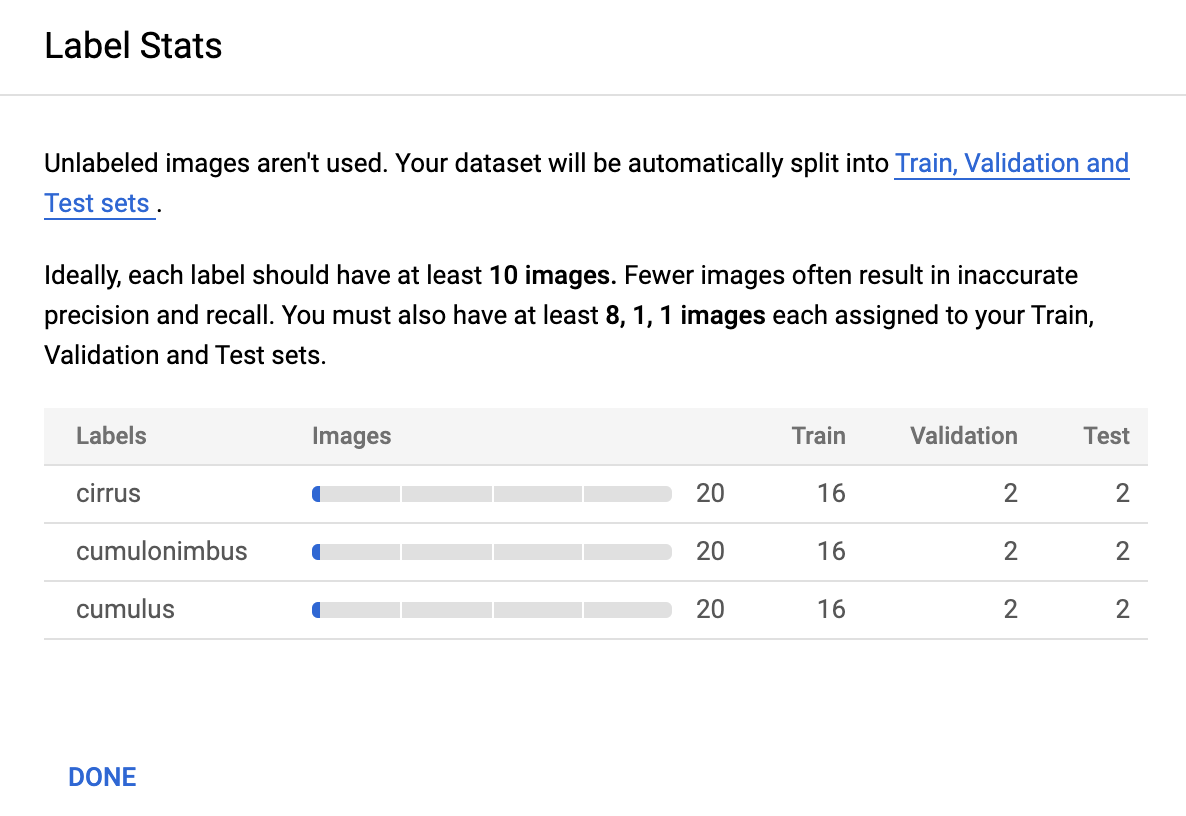 Label Stats
Unlabeled images aren't used. Your dataset will be automatically split into Train, Validation and
Test sets .
Ideally, each label should have at least 10 images. Fewer images often result in inaccurate
precision and recall. You must also have at least 8, 1, 1 images each assigned to your Train,
Validation and Test sets.
Labels Images Train Validation Test
cirrus 20 16 2 2
cumulonimbus 20 16 2 2
cumulus 20 16 2 2
DONE